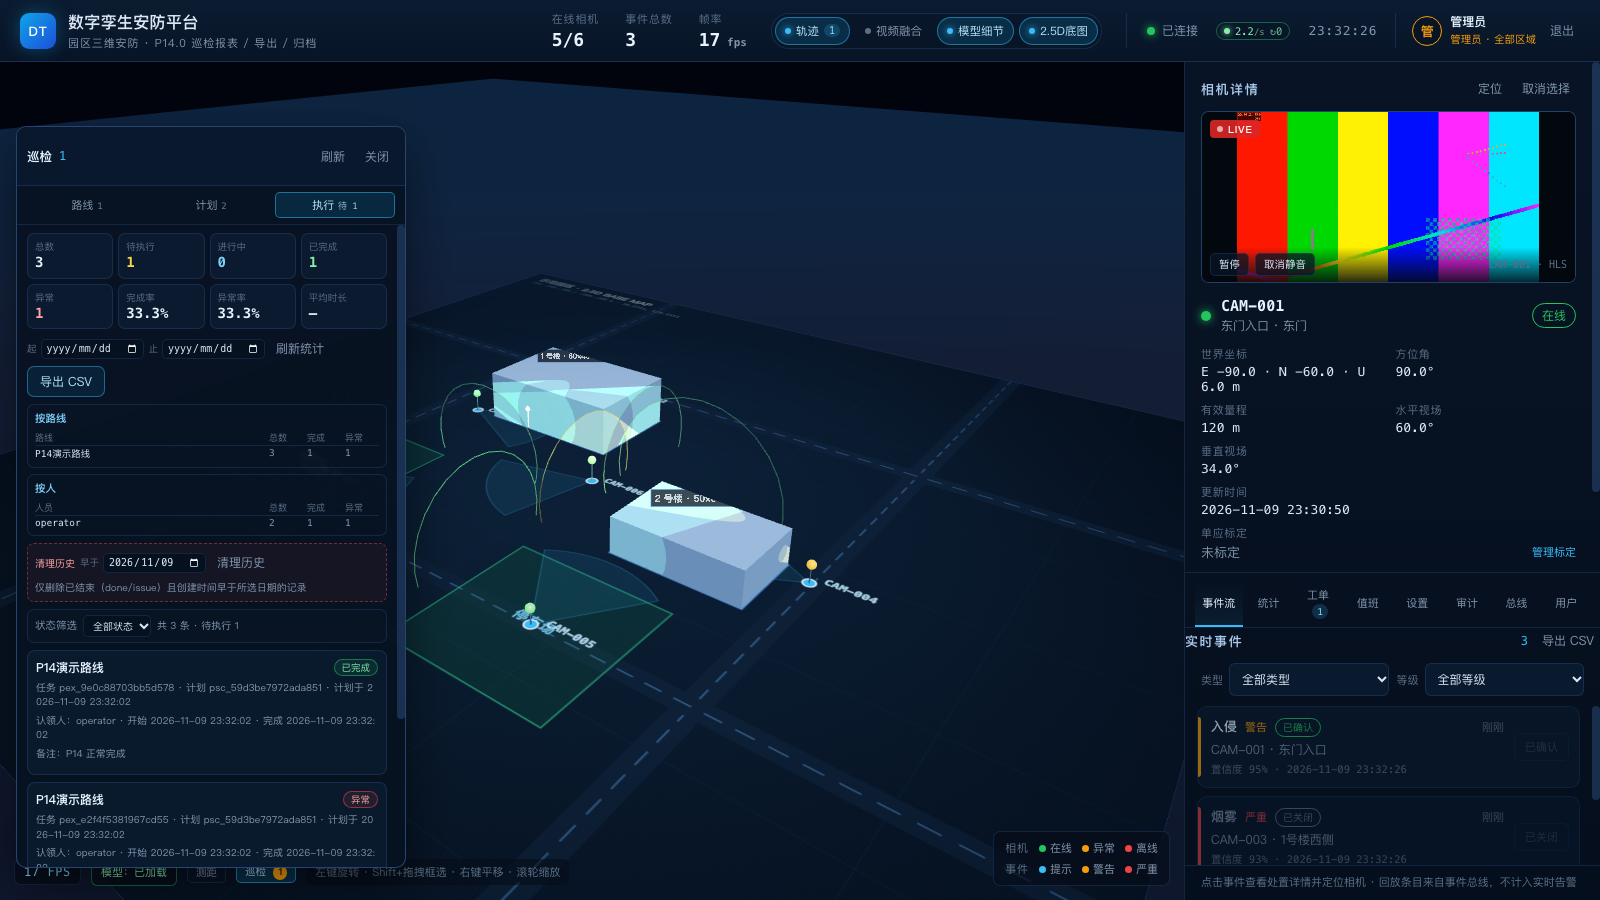 DT
数字孪生安防平台
园区三维安防 · P14.0 巡检报表 / 导出 / 归档
在线相机
5/6
事件总数
3
帧率
17 fps
轨迹 1
视频融合
模型细节
2.5D底图
已连接
2.2/s ↻0
23:32:26
管
管理员
管理员 · 全部区域
退出
巡检 1
刷新
关闭
路线 1
计划 2
执行 待 1
总数
3
待执行
1
进行中
0
已完成
1
异常
1
完成率
33.3%
异常率
33.3%
平均时长
—
起 yyyy/mm/dd 止 yyyy/mm/dd 刷新统计
导出 CSV
按路线
路线 总数 完成 异常
P14演示路线 3 1 1
按人
人员 总数 完成 异常
operator 2 1 1
清理历史 早于 2026/11/09 清理历史
仅删除已结束（done/issue）且创建时间早于所选日期的记录
状态筛选 全部状态 共 3 条 · 待执行 1
P14演示路线 已完成
任务 pex_9e0c88703bb5d578 · 计划 psc_59d3be7972ada851 · 计划于 2
026-11-09 23:32:02
认领人：operator · 开始 2026-11-09 23:32:02 · 完成 2026-11-09 23:32:
02
备注：P14 正常完成
P14演示路线 异常
任务 pex_e2f4f5381967cd55 · 计划 psc_59d3be7972ada851 · 计划于 20
26-11-09 23:32:02
认领人：operator · 开始 2026-11-09 23:32:02 · 完成 2026-11-09 23:32:
17 FPS
模型：已加载
测距
巡检 1
左键旋转 · Shift+拖拽框选 · 右键平移 · 滚轮缩放
2.5D BASE MAP
1号楼 · 60x40
CAM-006
2 号楼 · 50x
CAM-004
停车场
CAM-005
相机 在线 异常 离线
事件 提示 警告 严重
相机详情
定位
取消选择
LIVE
暂停
取消静音
HLS
CAM-001
东门入口 · 东门
在线
世界坐标
E -90.0 · N -60.0 · U
6.0 m
方位角
90.0°
有效量程
120 m
水平视场
60.0°
垂直视场
34.0°
更新时间
2026-11-09 23:30:50
单应标定
未标定
管理标定
事件流
统计
工单
1
值班
设置
审计
总线
用户
实时事件
3
导出 CSV
类型 全部类型 等级 全部等级
入侵 警告 已确认 刚刚
CAM-001 · 东门入口
置信度 95% · 2026-11-09 23:32:26
已确认
烟雾 严重 已关闭 刚刚
CAM-003 · 1号楼西侧
置信度 93% · 2026-11-09 23:32:26
已关闭
点击事件查看处置详情并定位相机 · 回放条目来自事件总线，不计入实时告警